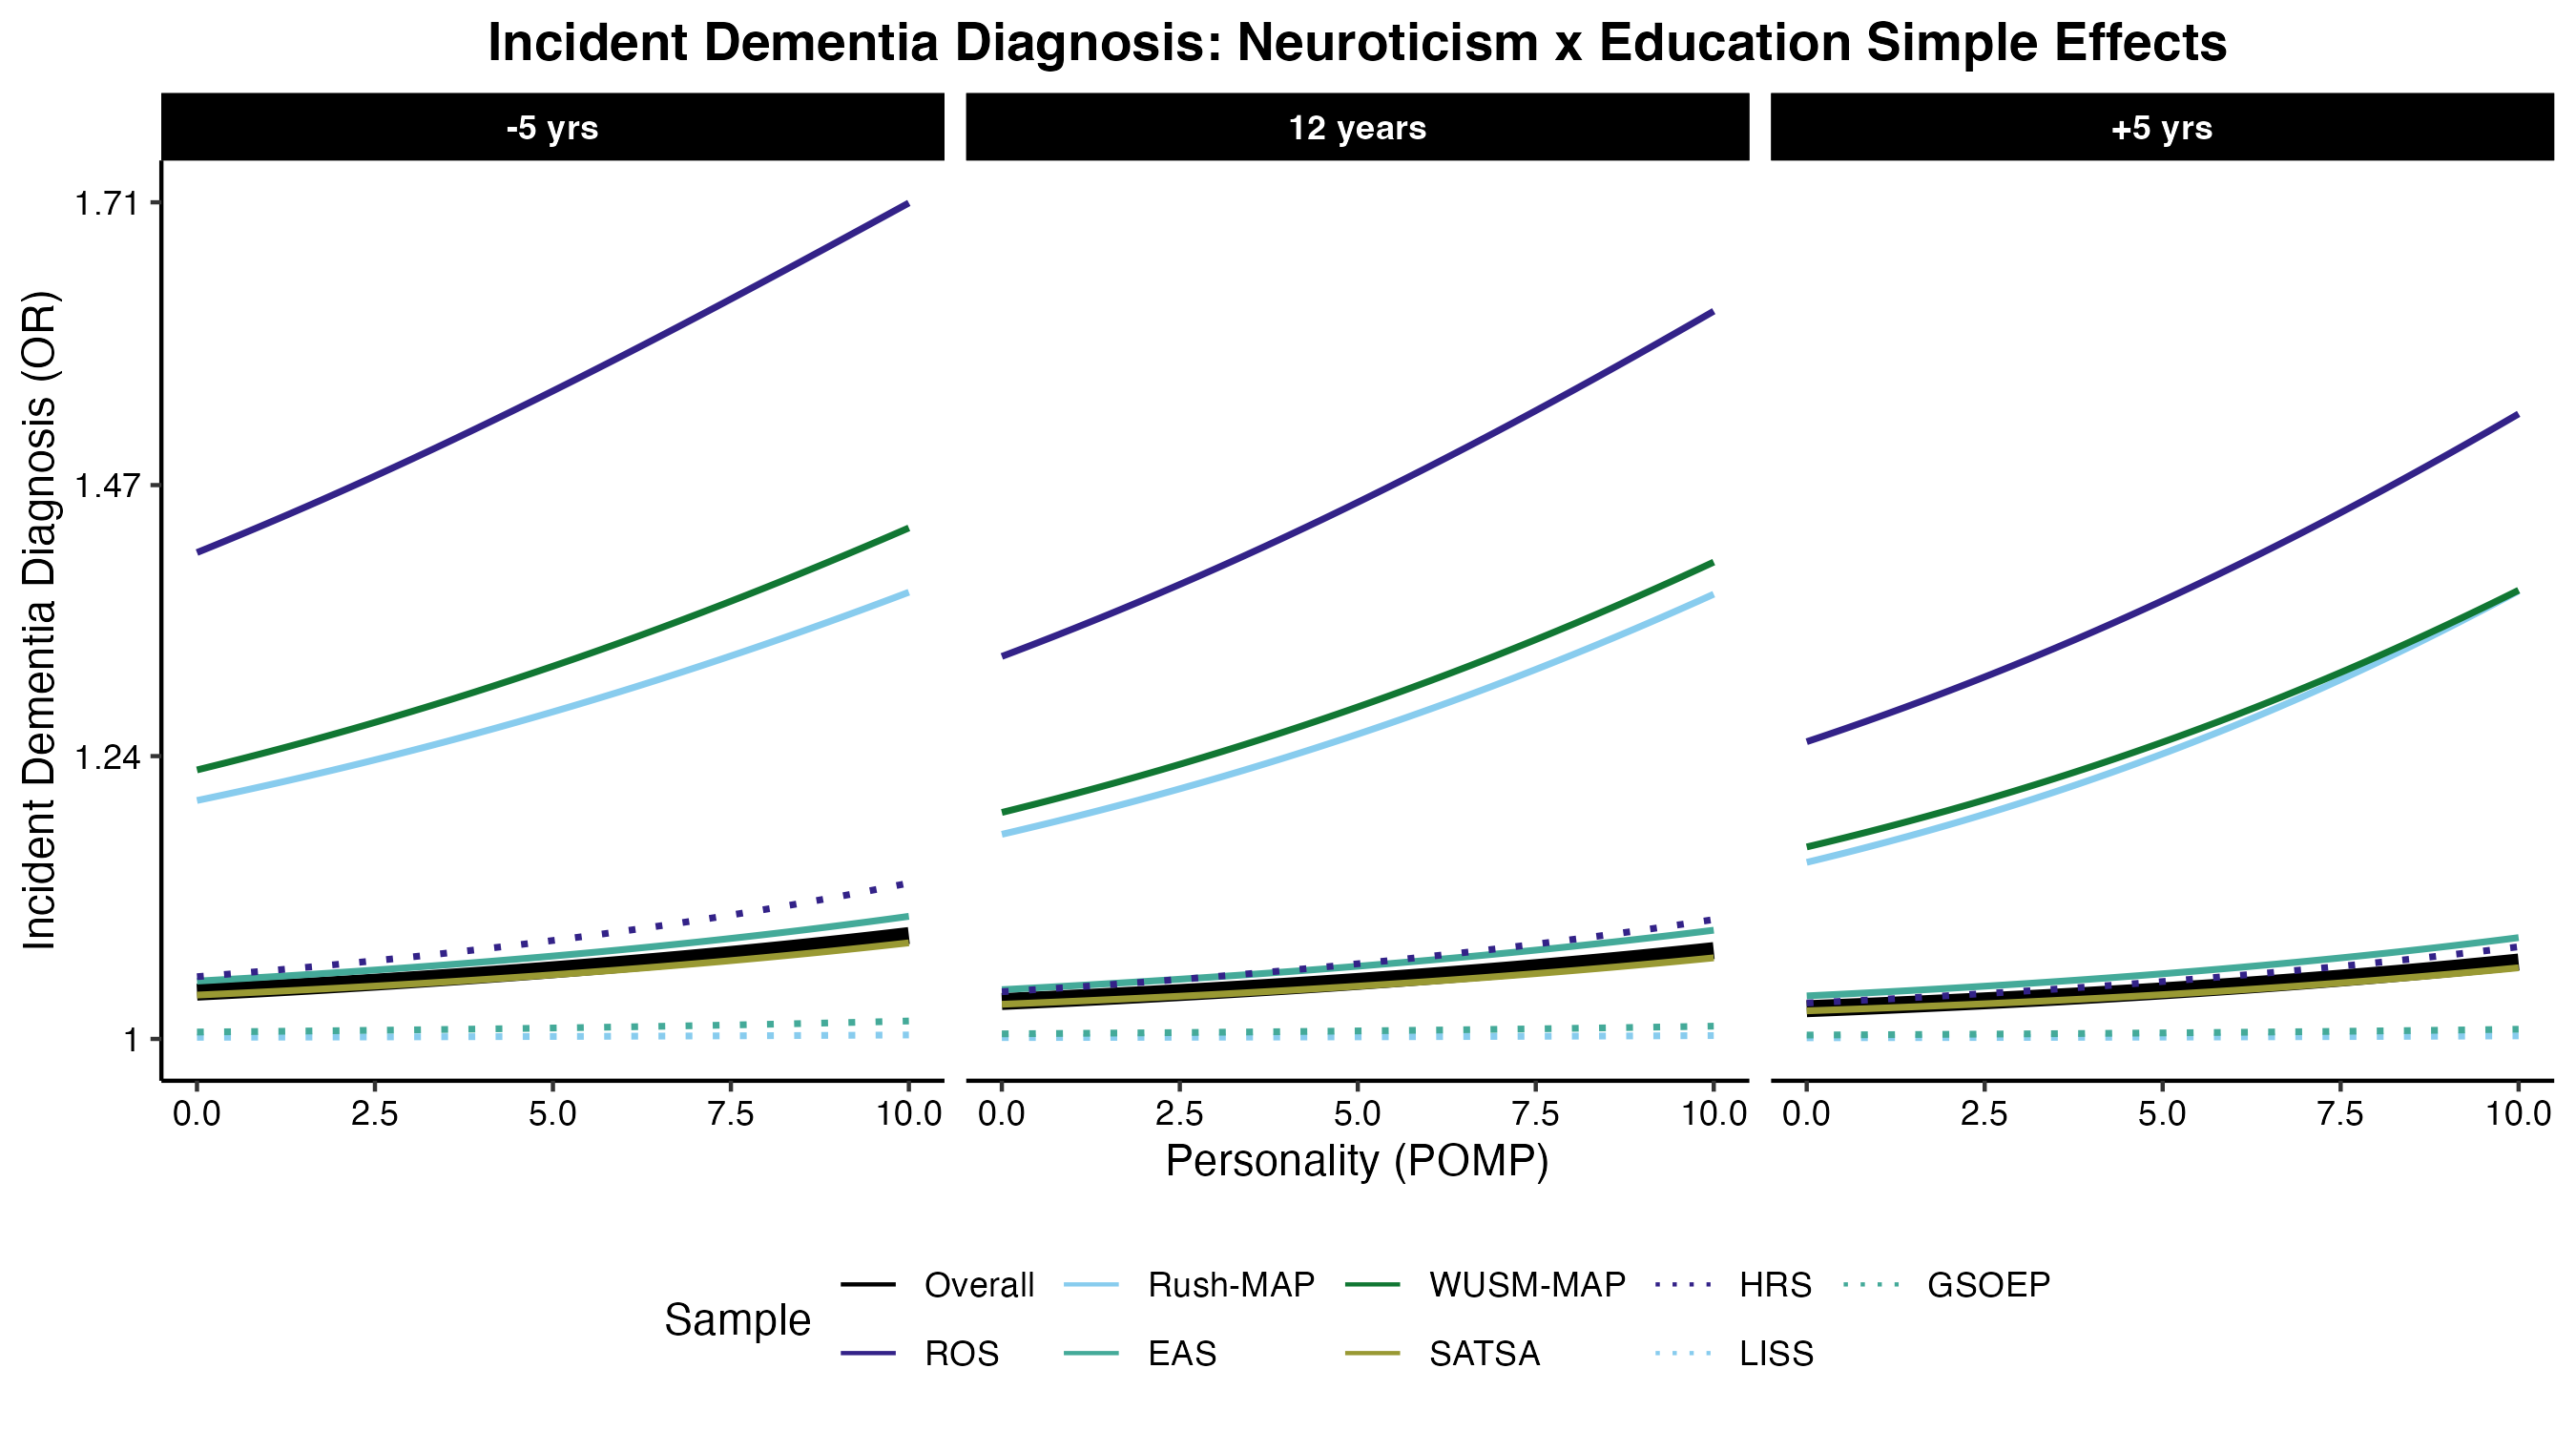 Incident Dementia Diagnosis: Neuroticism x Education Simple Effects
-5 yrs
12 years
+5 yrs
Incident Dementia Diagnosis (OR)
1.71
1.47
1.24
1
0.0 2.5 5.0 7.5 10.0
0.0 2.5 5.0 7.5 10.0
0.0 2.5 5.0 7.5 10.0
Personality (POMP)
Sample
Overall Rush-MAP WUSM-MAP HRS GSOEP
ROS EAS SATSA LISS